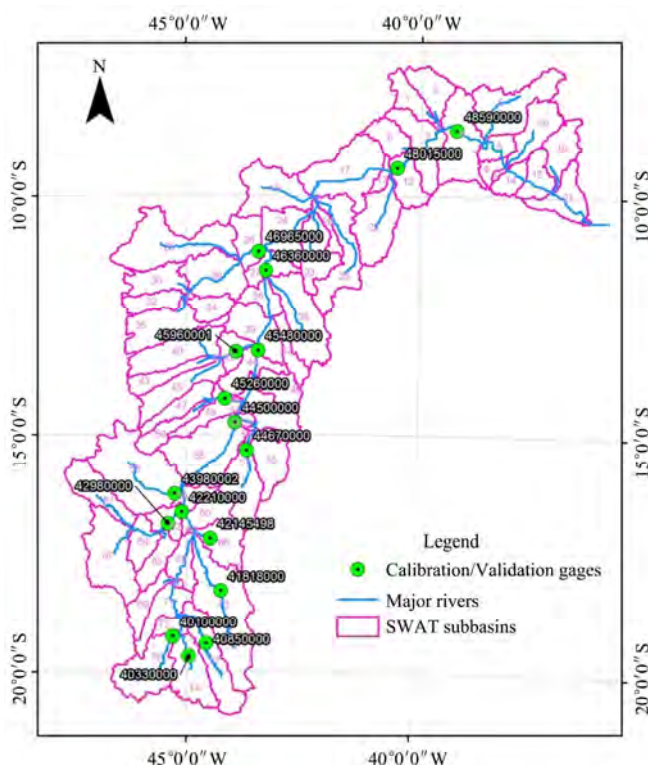 45°0'0"W
40°0'0"W
N
48590000
48015000
10°0'0"S
10°0'0"S
46965000
46360000
45960001
45480000
45260000
44500000
44670000
15°0'0"S
15°0'0"S
43980002
42980000
42210000
42145498
Legend
Calibration/Validation gages
41818000
Major rivers
40100000
SWAT subbasins
40850000
40330000
20°0'0"S
20°0'0"S
45°0'0"W
40°0'0"W